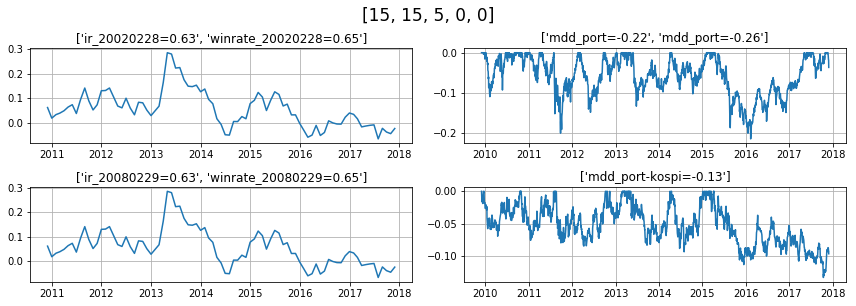 [15, 15, 5, 0, 0]
['ir_20020228=0.63', 'winrate_20020228=0.65']
0.3
0.2
0.1
0.0
2011 2012 2013 2014 2015 2016 2017 2018
['mdd_port=-0.22', 'mdd_port=-0.26']
0.0
−0.1
−0.2
2010 2011 2012 2013 2014 2015 2016 2017 2018
['ir_20080229=0.63', 'winrate_20080229=0.65']
0.3
0.2
0.1
0.0
2011 2012 2013 2014 2015 2016 2017 2018
['mdd_port-kospi=-0.13']
0.00
−0.05
−0.10
2010 2011 2012 2013 2014 2015 2016 2017 2018